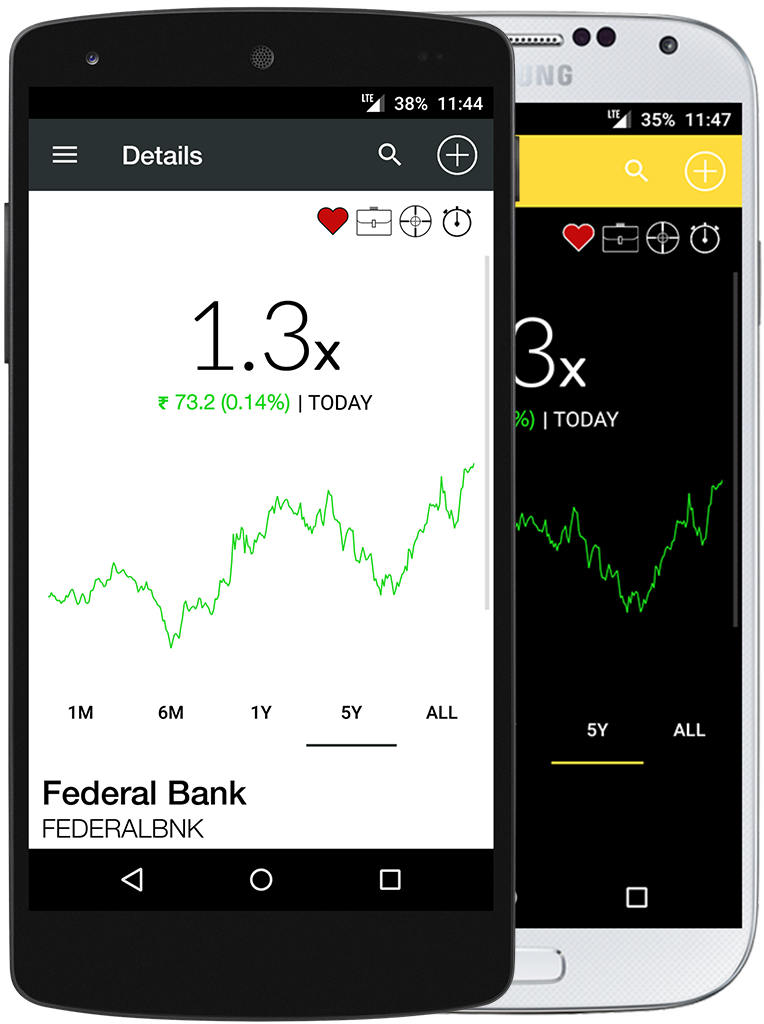 LTE 38% 11:44
Details
1.3x
₹ 73.2 (0.14%) | TODAY
1M 6M 1Y 5Y ALL
Federal Bank
FEDERALBNK
UNG
LTE 35% 11:47
3x
%) | TODAY
5Y ALL